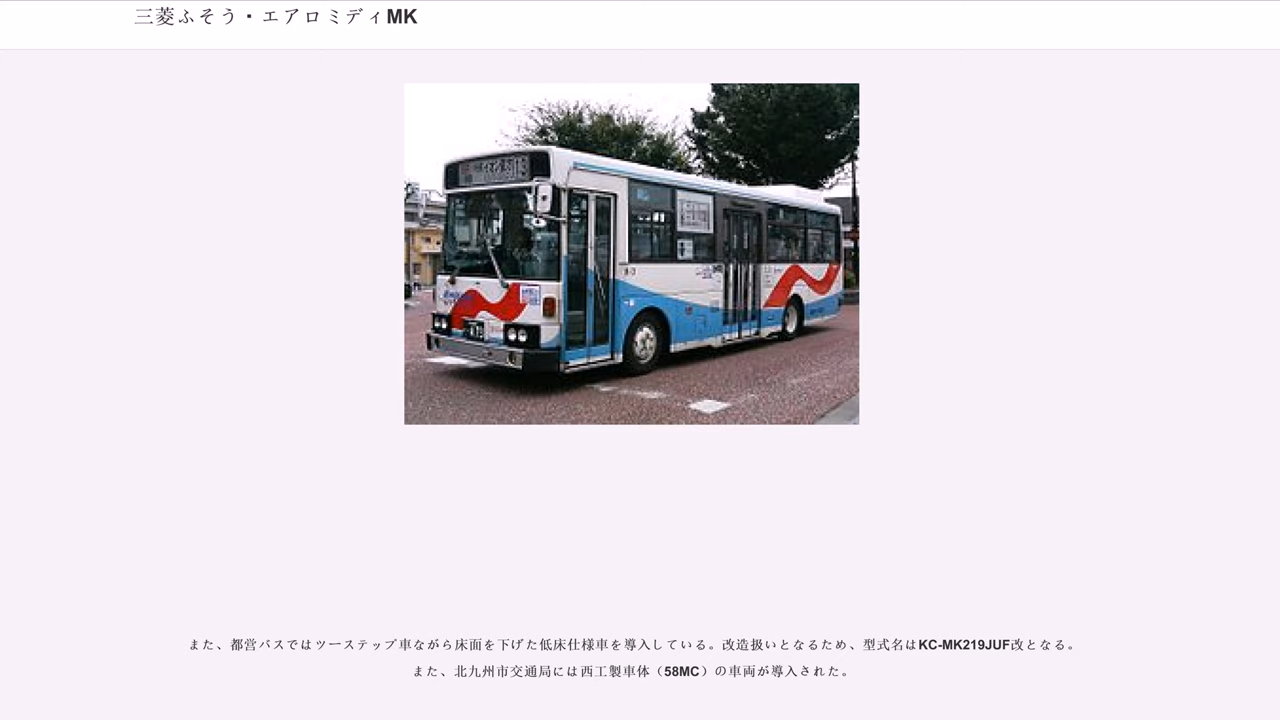 三菱ふそう・エアロミディMK
また、都営バスではツーステップ車ながら床面を下げた低床仕様車を導入している。改造扱いとなるため、型式名はKC-MK219JUF改となる。
また、北九州市交通局には西工製車体（58MC）の車両が導入された。